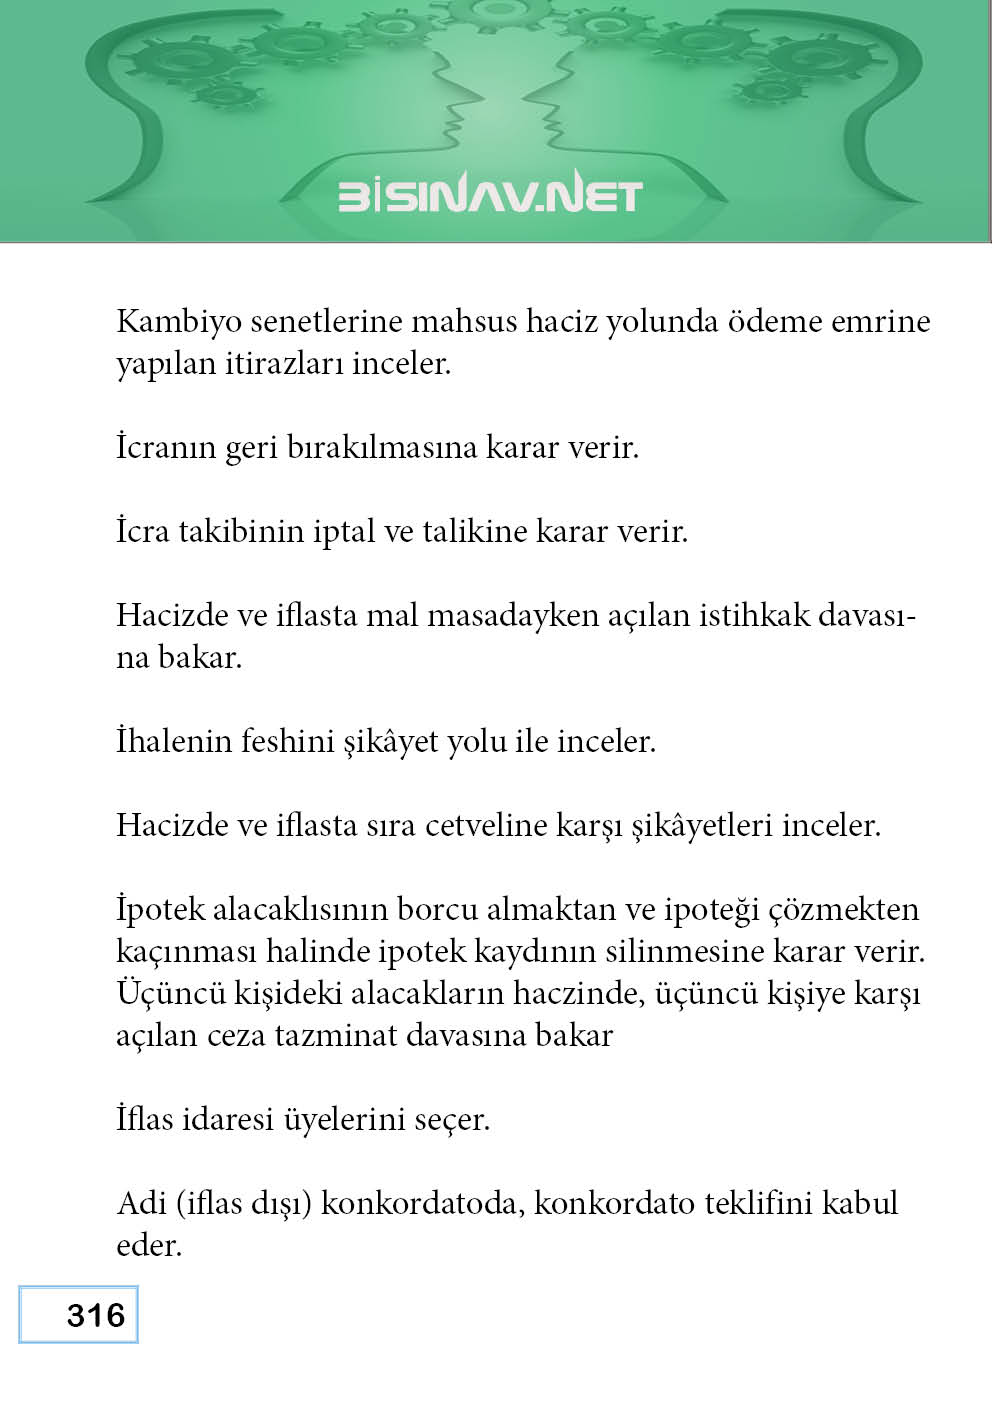 BİSINAV.NET
Kambiyo senetlerine mahsus haciz yolunda ödeme emrine
yapılan itirazları inceler.
İcranın geri bırakılmasına karar verir.
İcra takibinin iptal ve talikine karar verir.
Hacizde ve iflasta mal masadayken açılan istihkak davası-
na bakar.
İhalenin feshini şikâyet yolu ile inceler.
Hacizde ve iflasta sıra cetveline karşı şikâyetleri inceler.
İpotek alacaklısının borcu almaktan ve ipoteği çözmekten
kaçınması halinde ipotek kaydının silinmesine karar verir.
Üçüncü kişideki alacakların haczinde, üçüncü kişiye karşı
açılan ceza tazminat davasına bakar
İflas idaresi üyelerini seçer.
Adi (iflas dışı) konkordatoda, konkordato teklifini kabul
eder.
316